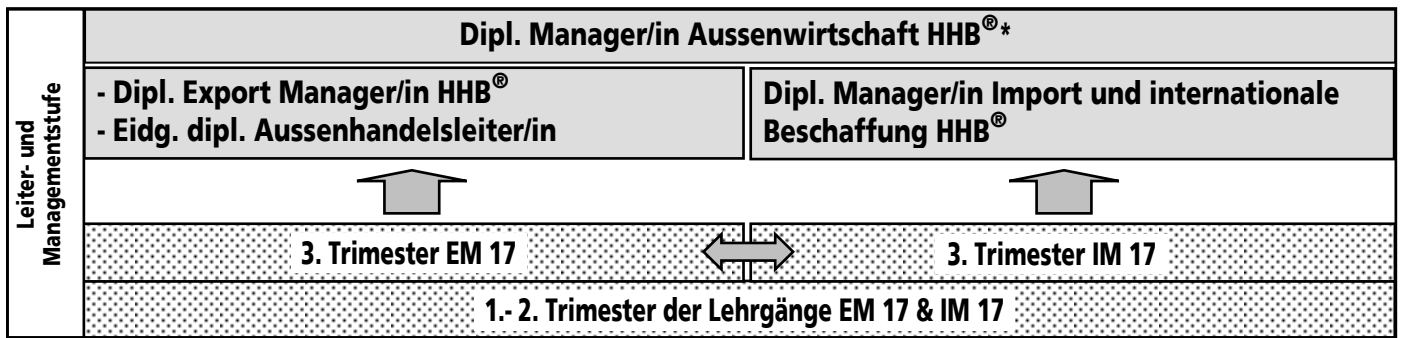 Leiter- und
Managementstufe
Dipl. Manager/in Aussenwirtschaft HHB®*
- Dipl. Export Manager/in HHB®
- Eidg. dipl. Aussenhandelsleiter/in
Dipl. Manager/in Import und internationale
Beschaffung HHB®
3. Trimester EM 17
3. Trimester IM 17
1.- 2. Trimester der Lehrgänge EM 17 & IM 17